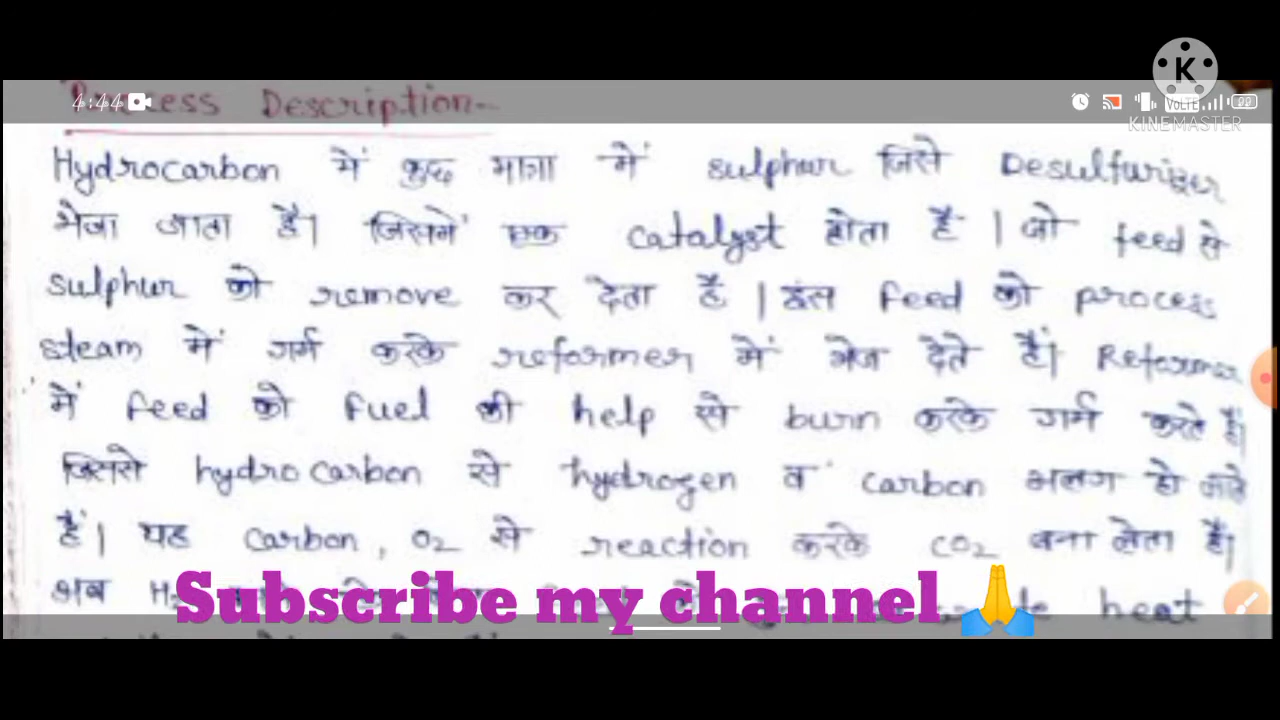 KINEMASTER
4:44
VoLTE
Process Description-
Hydrocarbon में कुछ मात्रा में sulphur जिसे Desulfurizer
भेजा जाता है। जिसमें एक catalyst होता है । जो feed से
sulphur को remove कर देता है । इस feed को process
steam में गर्म करके reformer में भेज देते हैं। Reformer
में feed को fuel की help से burn करके गर्म करते हैं।
जिससे hydrocarbon से hydrogen व carbon अलग हो जाते
हैं। यह carbon, O2 से reaction करके CO2 बना लेता है।
अब heat
Subscribe my channel 🙏